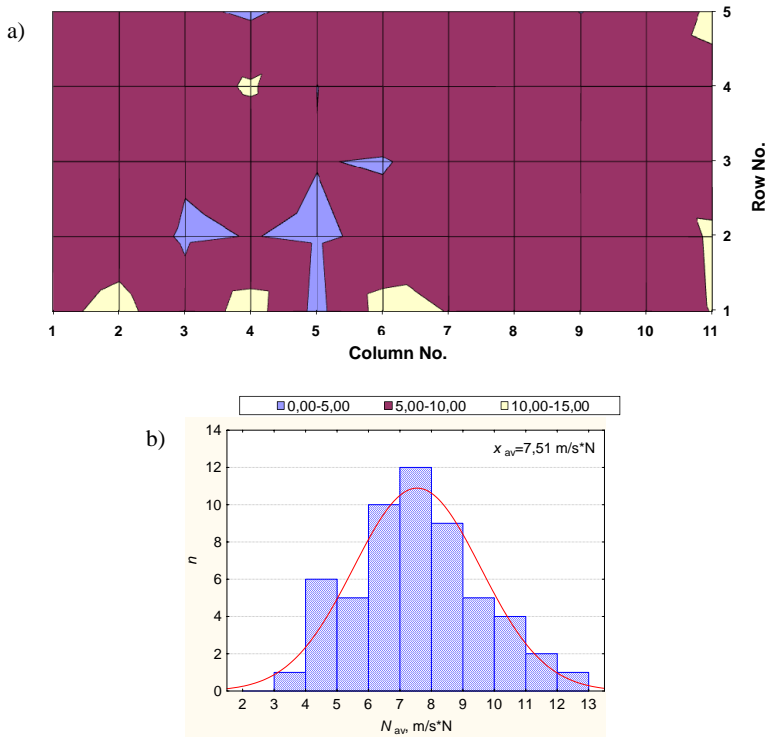 a)
5
4
3
2
1
Row No.
1 2 3 4 5 6 7 8 9 10 11
Column No.
0,00-5,00 5,00-10,00 10,00-15,00
b)
x av=7,51 m/s*N
14
12
10
8
6
4
2
0
n
2 3 4 5 6 7 8 9 10 11 12 13
N av, m/s*N